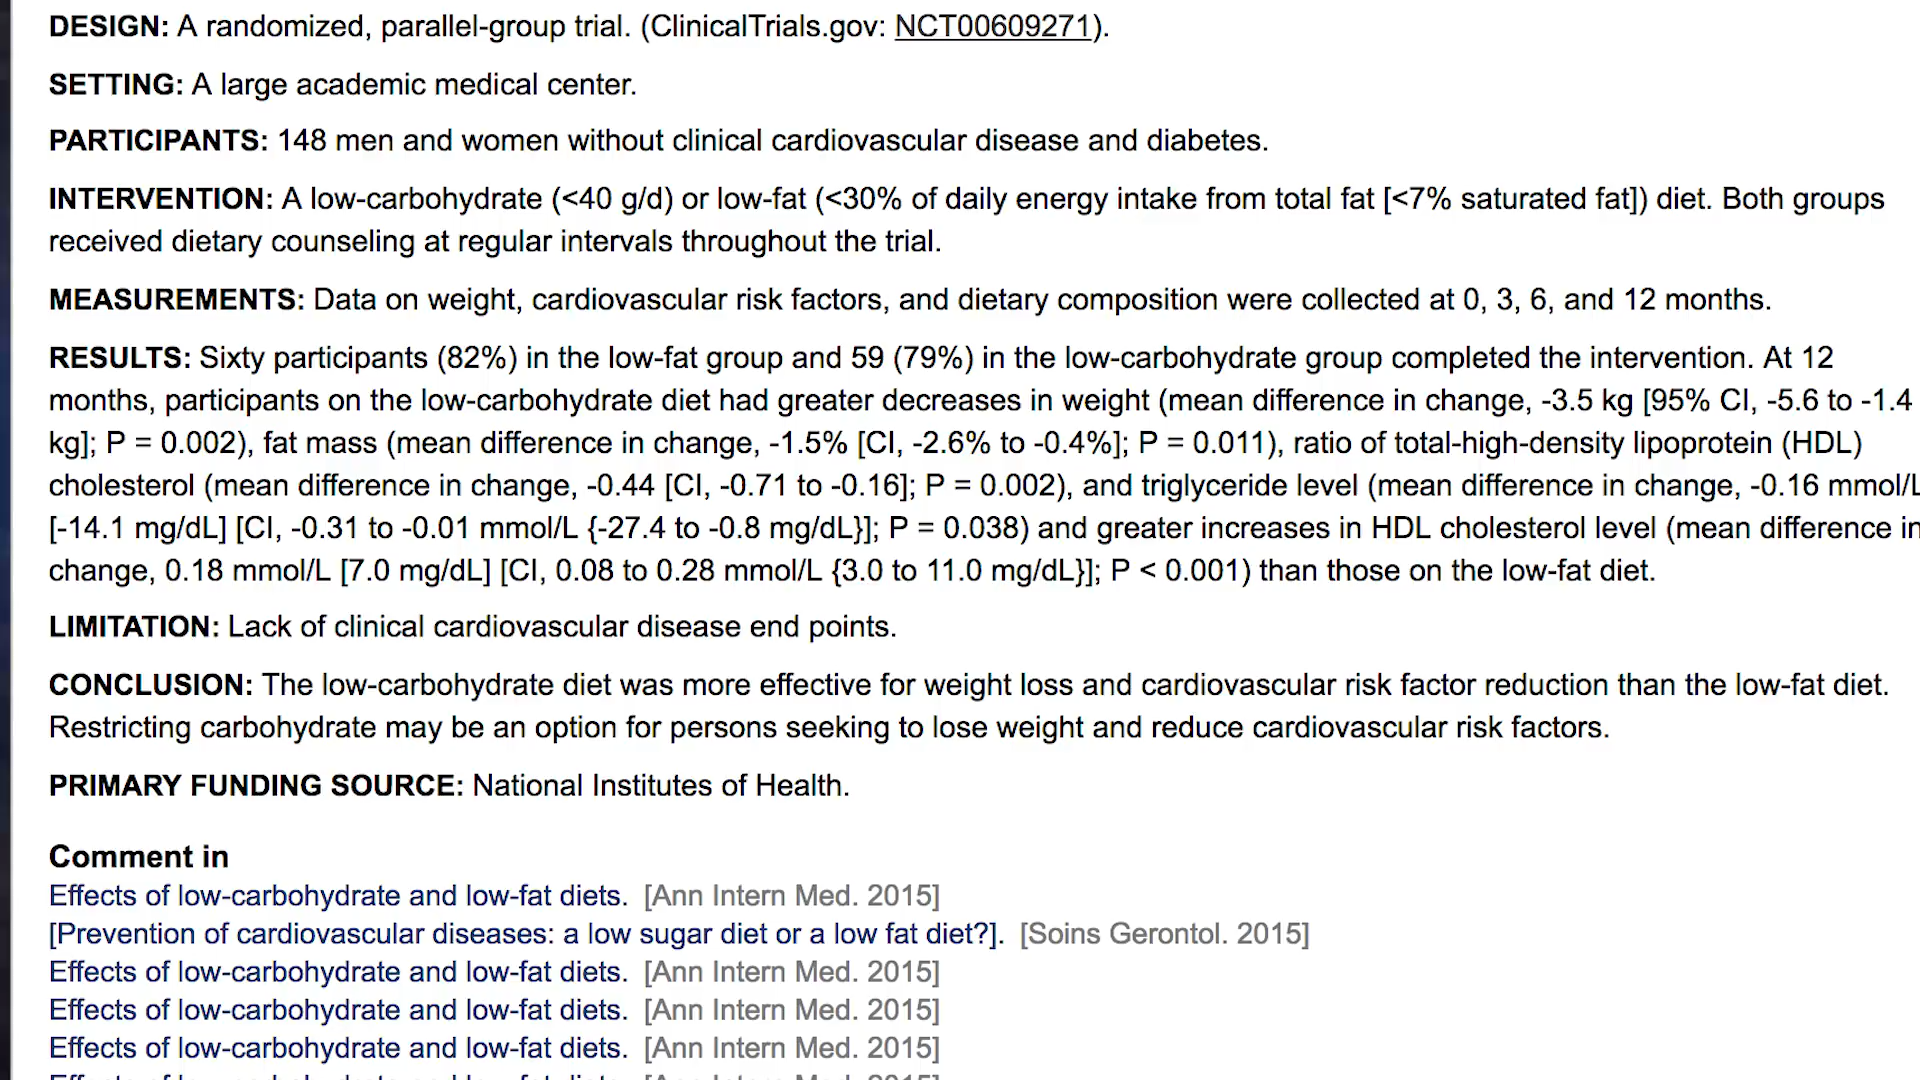 DESIGN: A randomized, parallel-group trial. (ClinicalTrials.gov: NCT00609271).
SETTING: A large academic medical center.
PARTICIPANTS: 148 men and women without clinical cardiovascular disease and diabetes.
INTERVENTION: A low-carbohydrate (<40 g/d) or low-fat (<30% of daily energy intake from total fat [<7% saturated fat]) diet. Both groups
received dietary counseling at regular intervals throughout the trial.
MEASUREMENTS: Data on weight, cardiovascular risk factors, and dietary composition were collected at 0, 3, 6, and 12 months.
RESULTS: Sixty participants (82%) in the low-fat group and 59 (79%) in the low-carbohydrate group completed the intervention. At 12
months, participants on the low-carbohydrate diet had greater decreases in weight (mean difference in change, -3.5 kg [95% CI, -5.6 to -1.4
kg]; P = 0.002), fat mass (mean difference in change, -1.5% [CI, -2.6% to -0.4%]; P = 0.011), ratio of total-high-density lipoprotein (HDL)
cholesterol (mean difference in change, -0.44 [CI, -0.71 to -0.16]; P = 0.002), and triglyceride level (mean difference in change, -0.16 mmol/L
[-14.1 mg/dL] [CI, -0.31 to -0.01 mmol/L {-27.4 to -0.8 mg/dL}]; P = 0.038) and greater increases in HDL cholesterol level (mean difference in
change, 0.18 mmol/L [7.0 mg/dL] [CI, 0.08 to 0.28 mmol/L {3.0 to 11.0 mg/dL}]; P < 0.001) than those on the low-fat diet.
LIMITATION: Lack of clinical cardiovascular disease end points.
CONCLUSION: The low-carbohydrate diet was more effective for weight loss and cardiovascular risk factor reduction than the low-fat diet.
Restricting carbohydrate may be an option for persons seeking to lose weight and reduce cardiovascular risk factors.
PRIMARY FUNDING SOURCE: National Institutes of Health.
Comment in
Effects of low-carbohydrate and low-fat diets. [Ann Intern Med. 2015]
[Prevention of cardiovascular diseases: a low sugar diet or a low fat diet?]. [Soins Gerontol. 2015]
Effects of low-carbohydrate and low-fat diets. [Ann Intern Med. 2015]
Effects of low-carbohydrate and low-fat diets. [Ann Intern Med. 2015]
Effects of low-carbohydrate and low-fat diets. [Ann Intern Med. 2015]